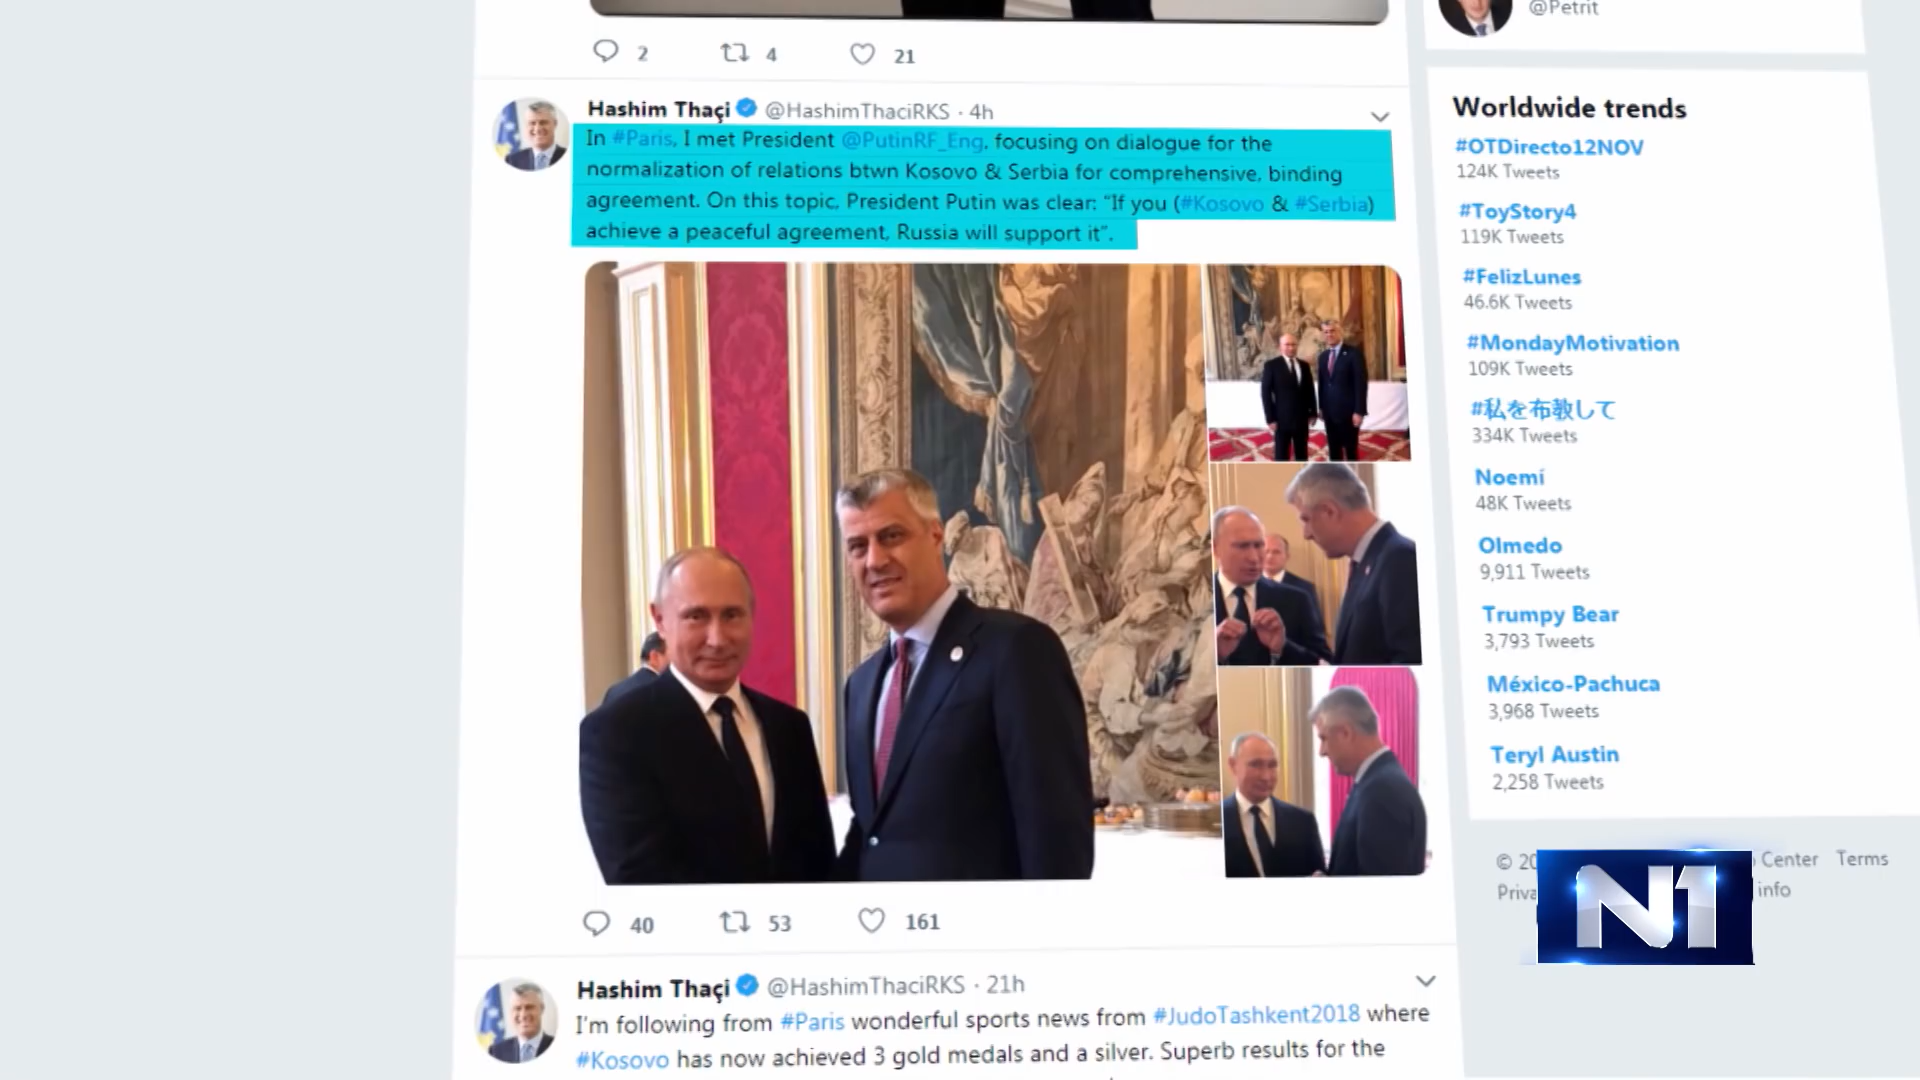 @Petrit
2 4 21
Hashim Thaçi @HashimThaciRKS · 4h
In #Paris, I met President @PutinRF_Eng, focusing on dialogue for the
normalization of relations btwn Kosovo & Serbia for comprehensive, binding
agreement. On this topic, President Putin was clear: “If you (#Kosovo & #Serbia)
achieve a peaceful agreement, Russia will support it”.
40 53 161
Hashim Thaçi @HashimThaciRKS · 21h
I'm following from #Paris wonderful sports news from #JudoTashkent2018 where
#Kosovo has now achieved 3 gold medals and a silver. Superb results for the
Worldwide trends
#OTDirecto12NOV
124K Tweets
#ToyStory4
119K Tweets
#FelizLunes
46.6K Tweets
#MondayMotivation
109K Tweets
#私を布教して
334K Tweets
Noemí
48K Tweets
Olmedo
9,911 Tweets
Trumpy Bear
3,793 Tweets
México-Pachuca
3,968 Tweets
Teryl Austin
2,258 Tweets
© 20 Center Terms
Priva info
N1